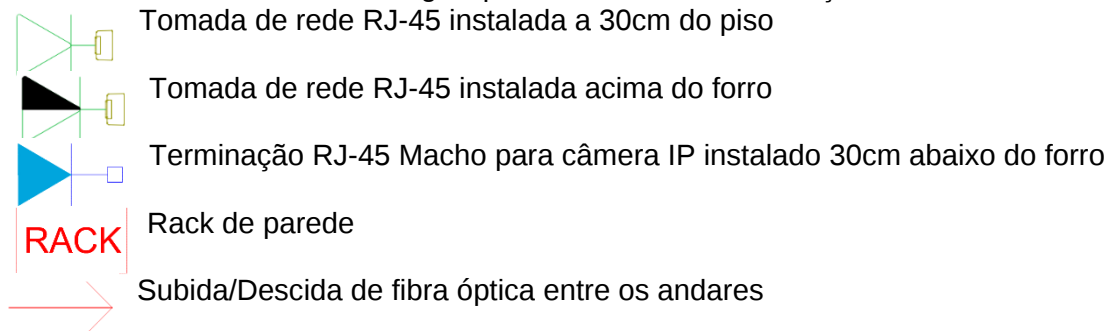 Tomada de rede RJ-45 instalada a 30cm do piso
Tomada de rede RJ-45 instalada acima do forro
Terminação RJ-45 Macho para câmera IP instalado 30cm abaixo do forro
RACK Rack de parede
Subida/Descida de fibra óptica entre os andares